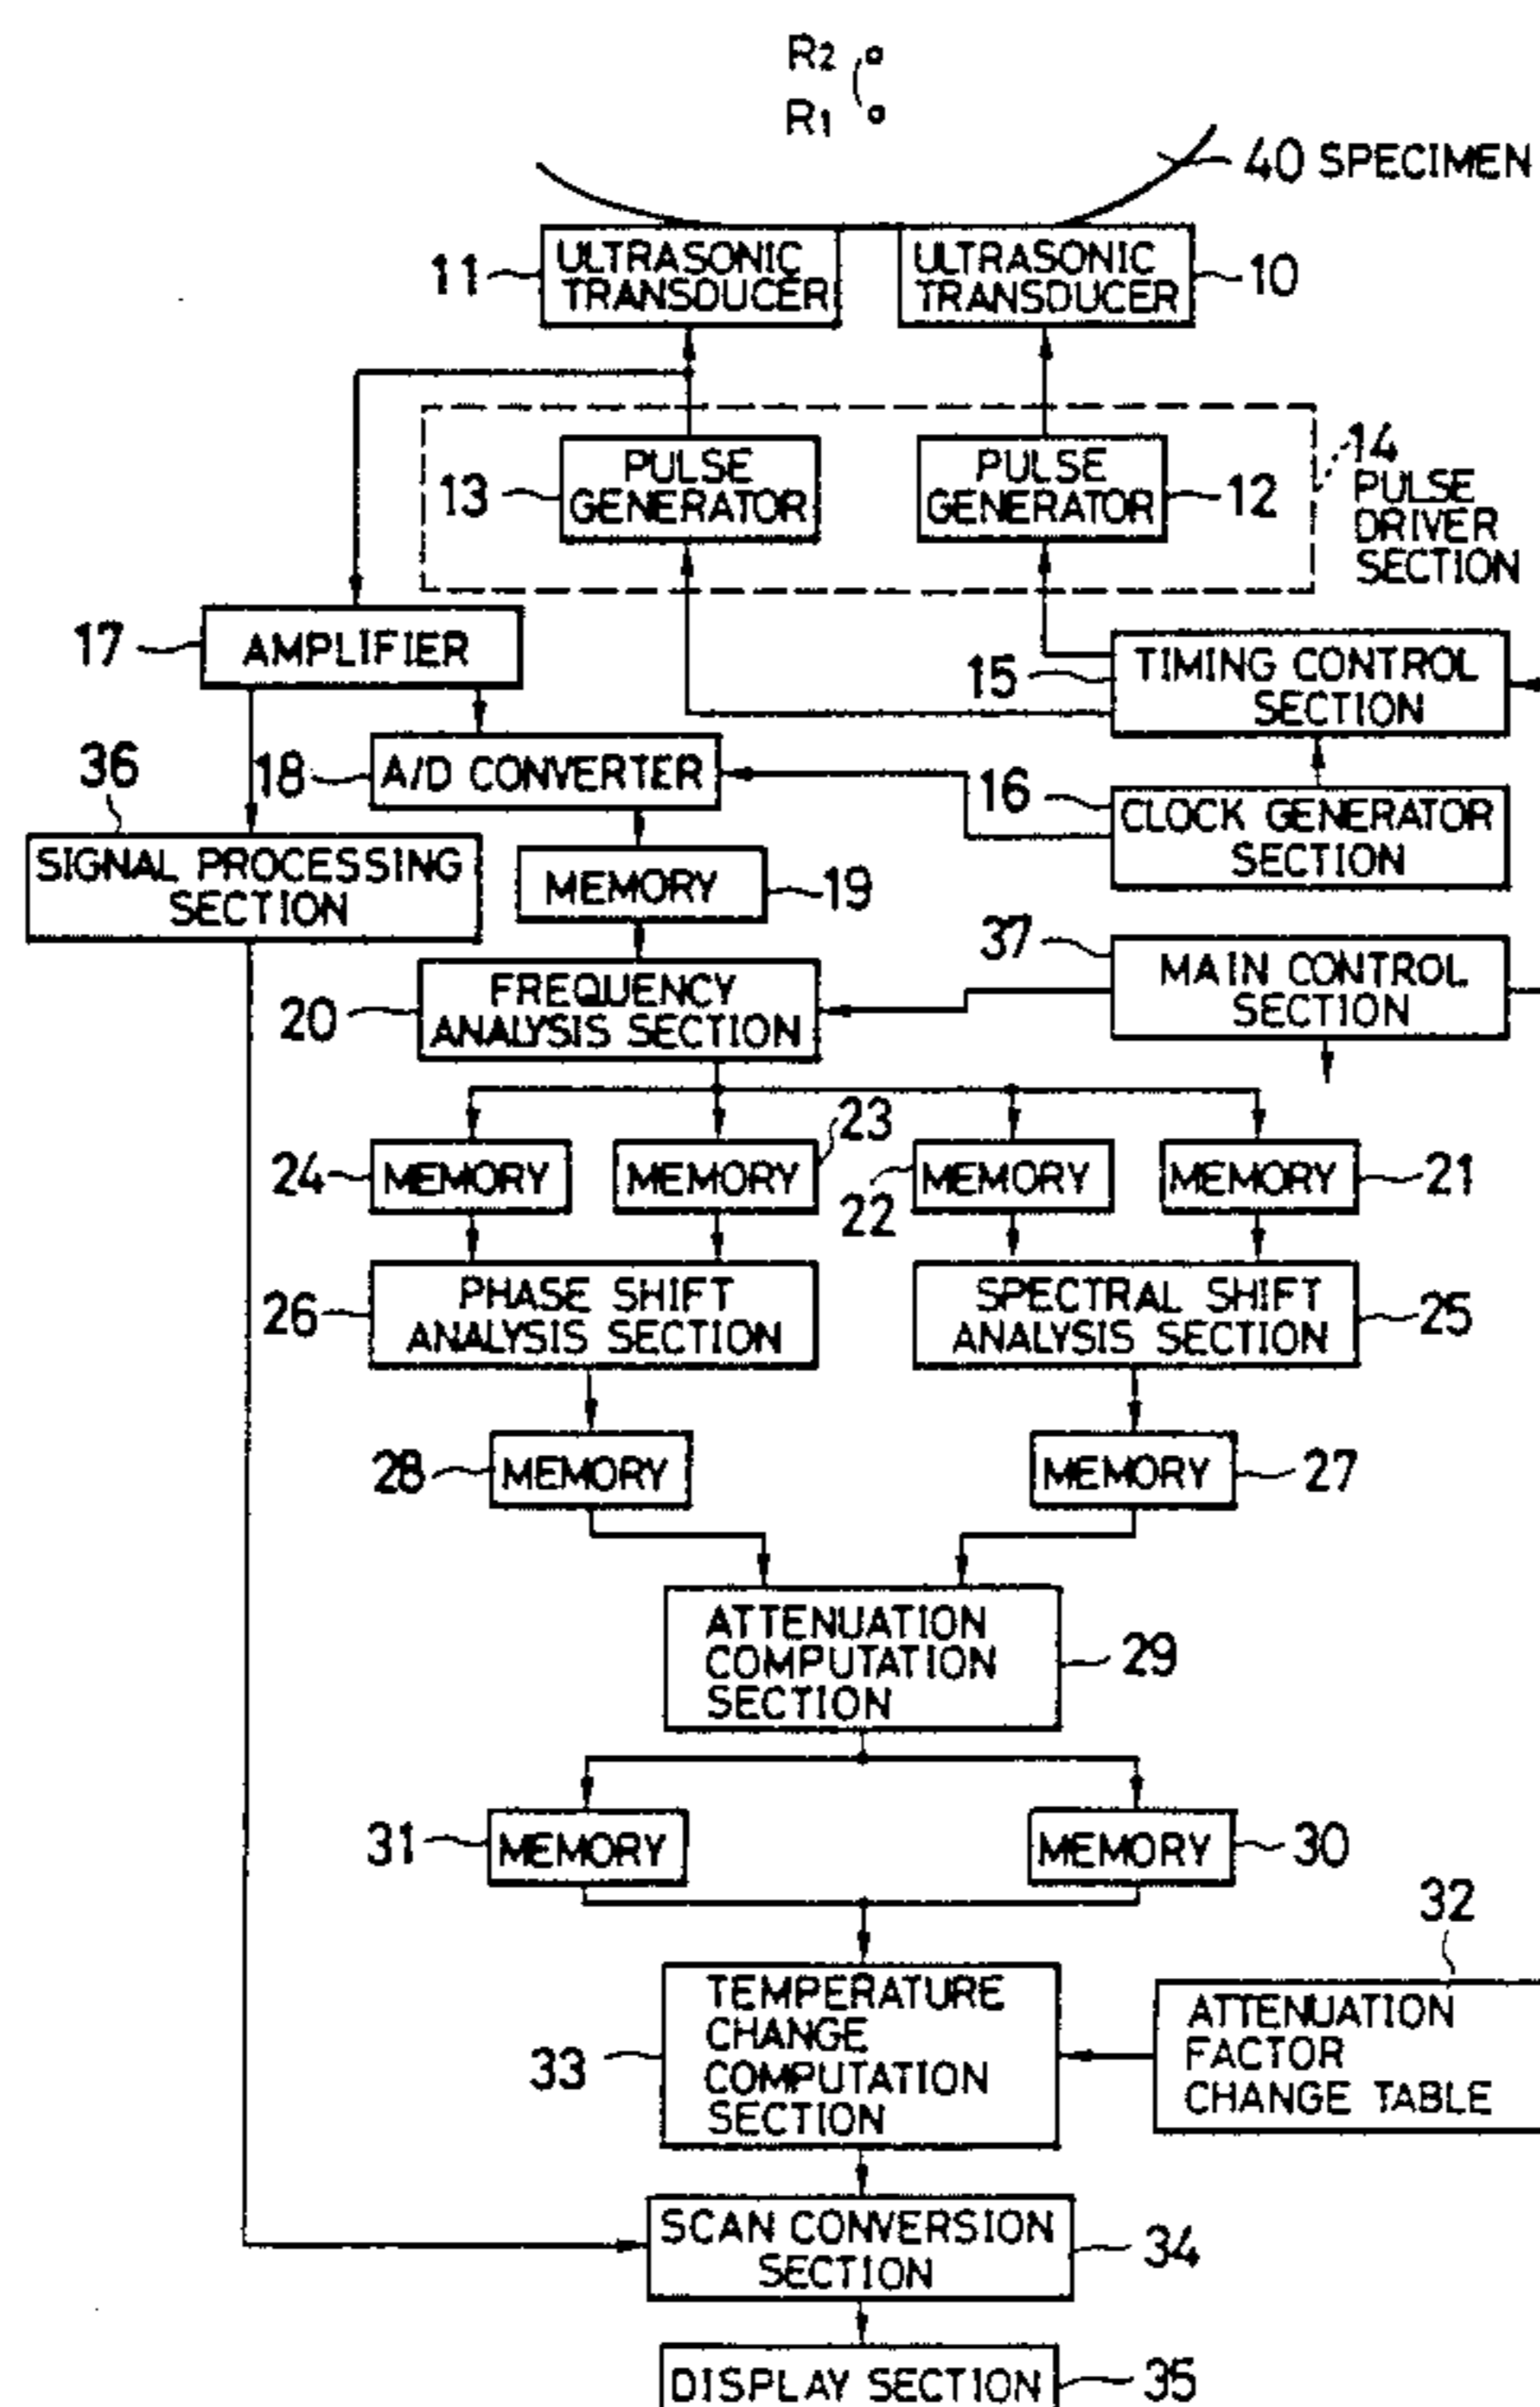 R2
R1
40 SPECIMEN
11
ULTRASONIC
TRANSDUCER
ULTRASONIC
TRANSDUCER
10
13
PULSE
GENERATOR
PULSE
GENERATOR
12
14
PULSE
DRIVER
SECTION
17
AMPLIFIER
15
TIMING CONTROL
SECTION
36
18
A/D CONVERTER
16
CLOCK GENERATOR
SECTION
SIGNAL PROCESSING
SECTION
MEMORY
19
37
MAIN CONTROL
SECTION
20
FREQUENCY
ANALYSIS SECTION
23
24
MEMORY
MEMORY
22
MEMORY
MEMORY
21
26
PHASE SHIFT
ANALYSIS SECTION
SPECTRAL SHIFT
ANALYSIS SECTION
25
28
MEMORY
MEMORY
27
ATTENUATION
COMPUTATION
SECTION
29
31
MEMORY
MEMORY
30
32
33
TEMPERATURE
CHANGE
COMPUTATION
SECTION
ATTENUATION
FACTOR
CHANGE TABLE
SCAN CONVERSION
SECTION
34
DISPLAY SECTION
35